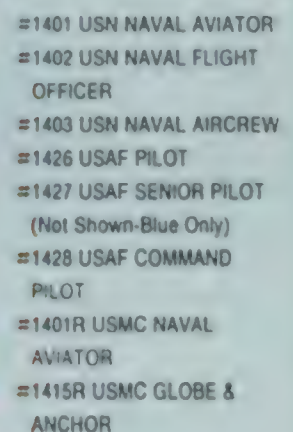 #1401 USN NAVAL AVIATOR
#1402 USN NAVAL FLIGHT
OFFICER
#1403 USN NAVAL AIRCREW
#1426 USAF PILOT
#1427 USAF SENIOR PILOT
(Not Shown-Blue Only)
#1428 USAF COMMAND
PILOT
#1401R USMC NAVAL
AVIATOR
#1415R USMC GLOBE &
ANCHOR